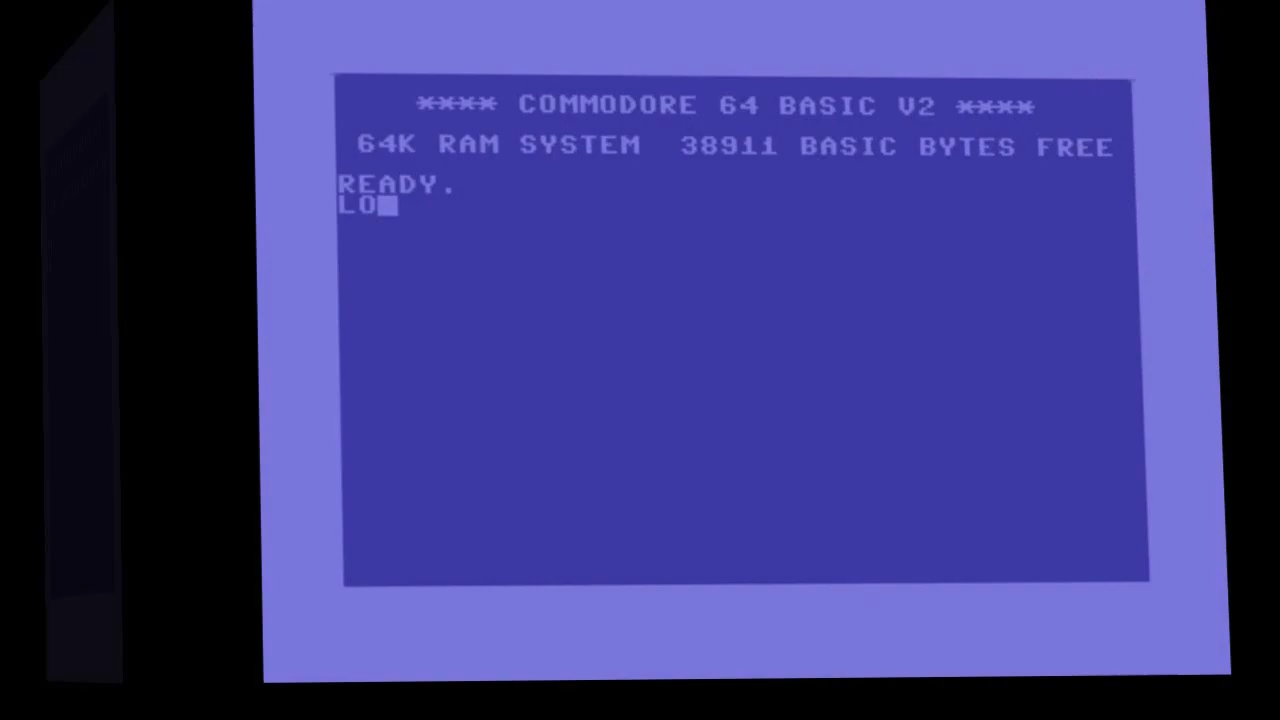 **** COMMODORE 64 BASIC V2 ****
64K RAM SYSTEM  38911 BASIC BYTES FREE
READY.
LO